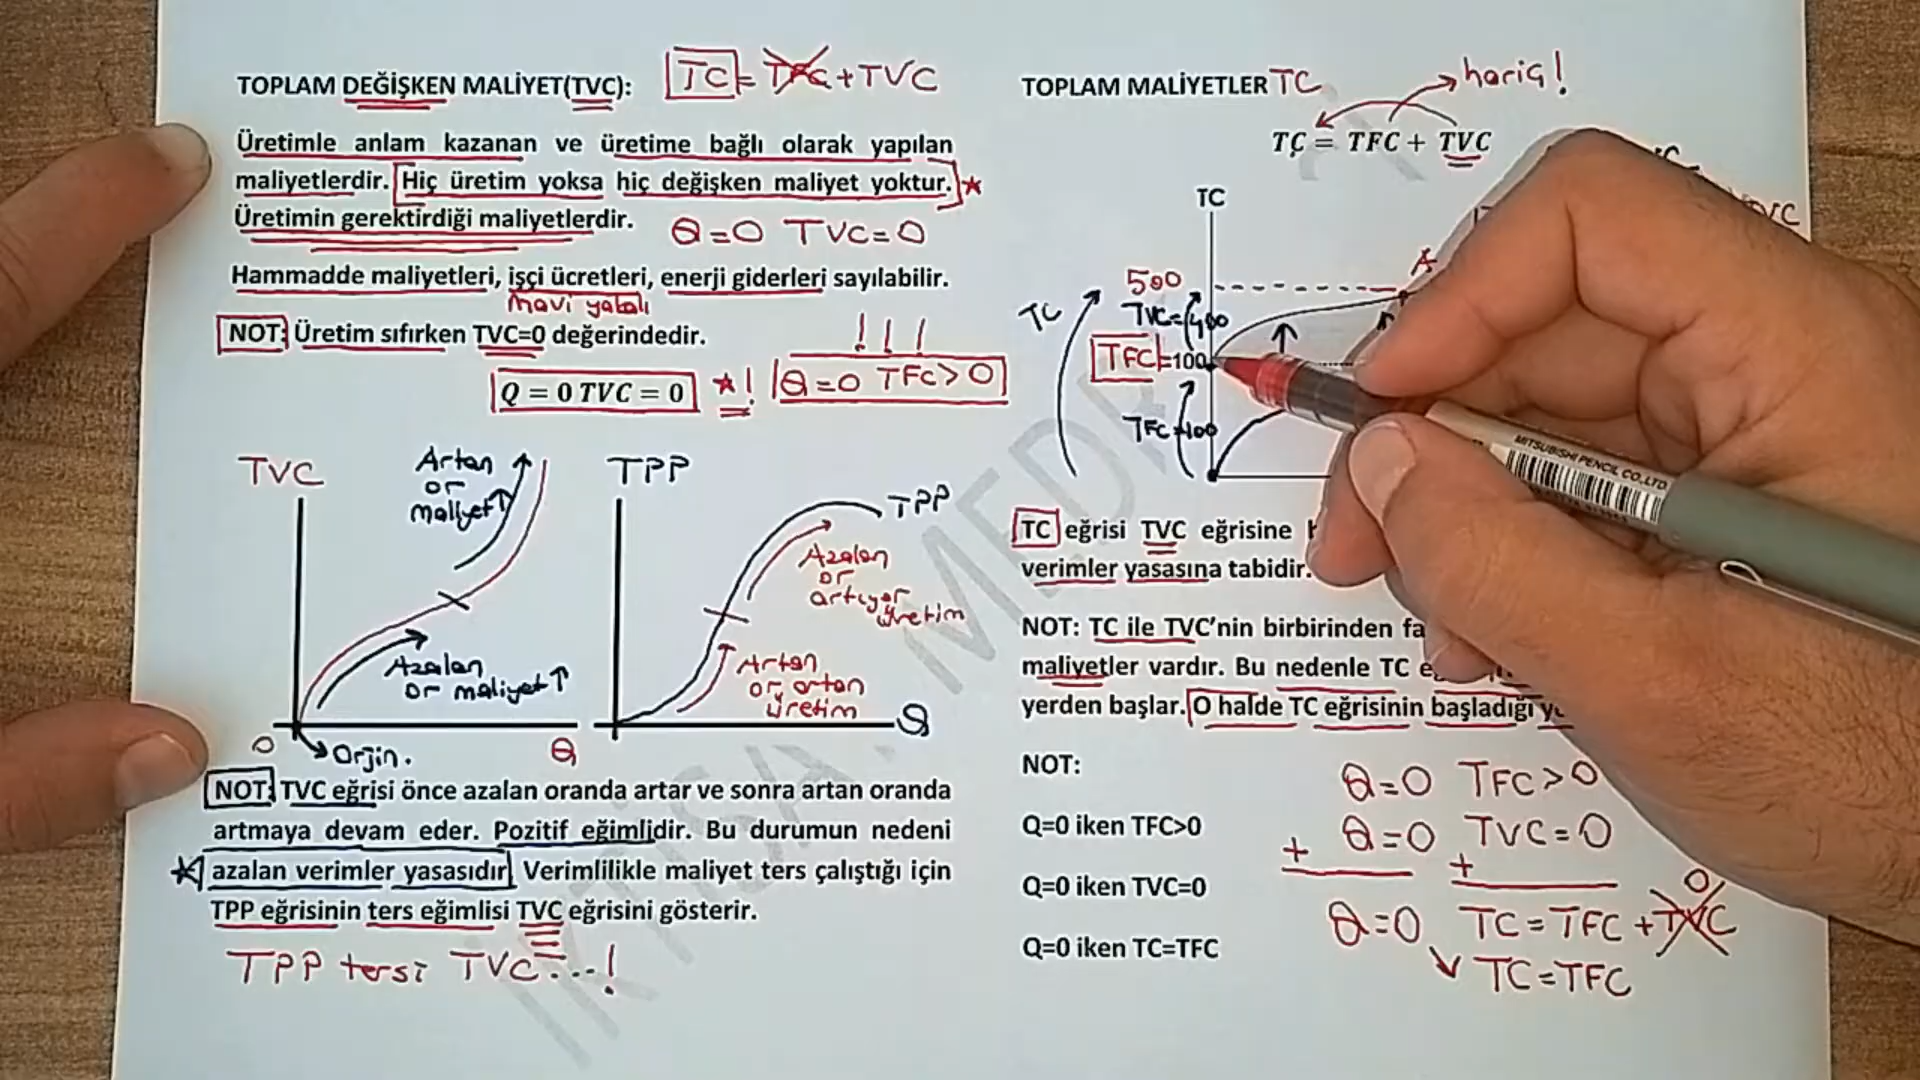 TOPLAM DEĞİŞKEN MALİYET(TVC): TC = TFC + TVC
Üretimle anlam kazanan ve üretime bağlı olarak yapılan
maliyetlerdir. Hiç üretim yoksa hiç değişken maliyet yoktur.
Üretimin gerektirdiği maliyetlerdir. Q=0 TVC=0
Hammadde maliyetleri, işçi ücretleri, enerji giderleri sayılabilir.
mavi yakalı
NOT: Üretim sıfırken TVC=0 değerindedir.
!!!
Q = 0 TVC = 0 ! Q=0 TFC>0
TVC
Artan
or
maliyet↑
Azalan
or maliyet↑
0
Orjin.
Q
TPP
TPP
Azalan
or
artıyor
üretim
Artan
or artan
üretim
Q
NOT: TVC eğrisi önce azalan oranda artar ve sonra artan oranda
artmaya devam eder. Pozitif eğimlidir. Bu durumun nedeni
azalan verimler yasasıdır. Verimlilikle maliyet ters çalıştığı için
TPP eğrisinin ters eğimlisi TVC eğrisini gösterir.
TPP tersi TVC...!
TOPLAM MALİYETLER TC
hariç!
TC = TFC + TVC
TC
500
TC
TVC=400
A
TFC=100
TFC=100
TC eğrisi TVC eğrisine
verimler yasasına tabidir.
NOT: TC ile TVC'nin birbirinden
maliyetler vardır. Bu nedenle TC
yerden başlar. O halde TC eğrisinin başladığı
NOT:
Q=0 iken TFC>0
Q=0 iken TVC=0
Q=0 iken TC=TFC
Q=0 TFC>0
+ Q=0 + TVC=0
0
Q=0 TC=TFC+TVC
TC=TFC
MITSUBISHI PENCIL CO.,LTD
İKTİSA